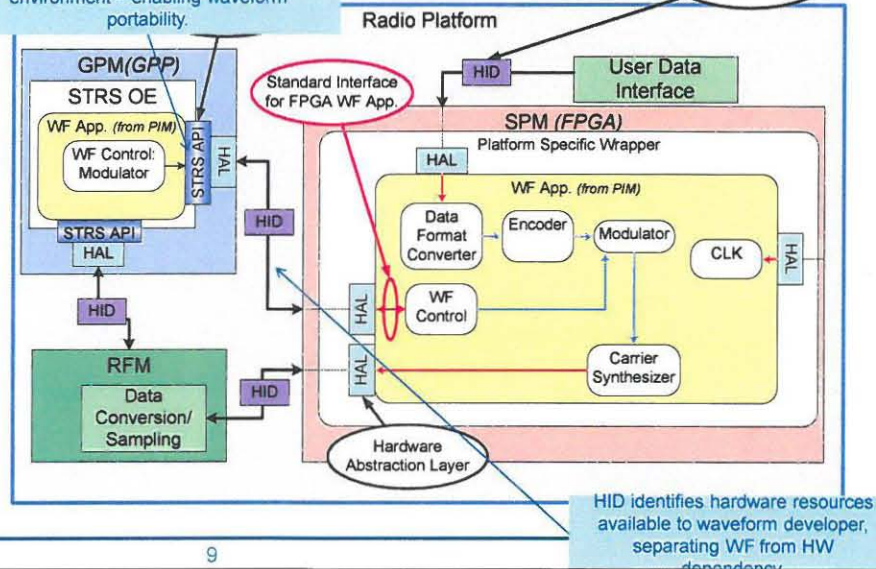 environment – enabling waveform
portability.
Radio Platform
GPM(GPP)
STRS OE
WF App. (from PIM)
WF Control:
Modulator
STRS API
HAL
STRS API
HAL
HID
HID
RFM
Data
Conversion/
Sampling
HID
Standard Interface
for FPGA WF App.
HID
User Data
Interface
SPM (FPGA)
Platform Specific Wrapper
HAL
WF App. (from PIM)
Data
Format
Converter
Encoder
Modulator
CLK
HAL
HAL
WF
Control
HAL
Carrier
Synthesizer
Hardware
Abstraction Layer
HID identifies hardware resources
available to waveform developer,
separating WF from HW
dependency
9